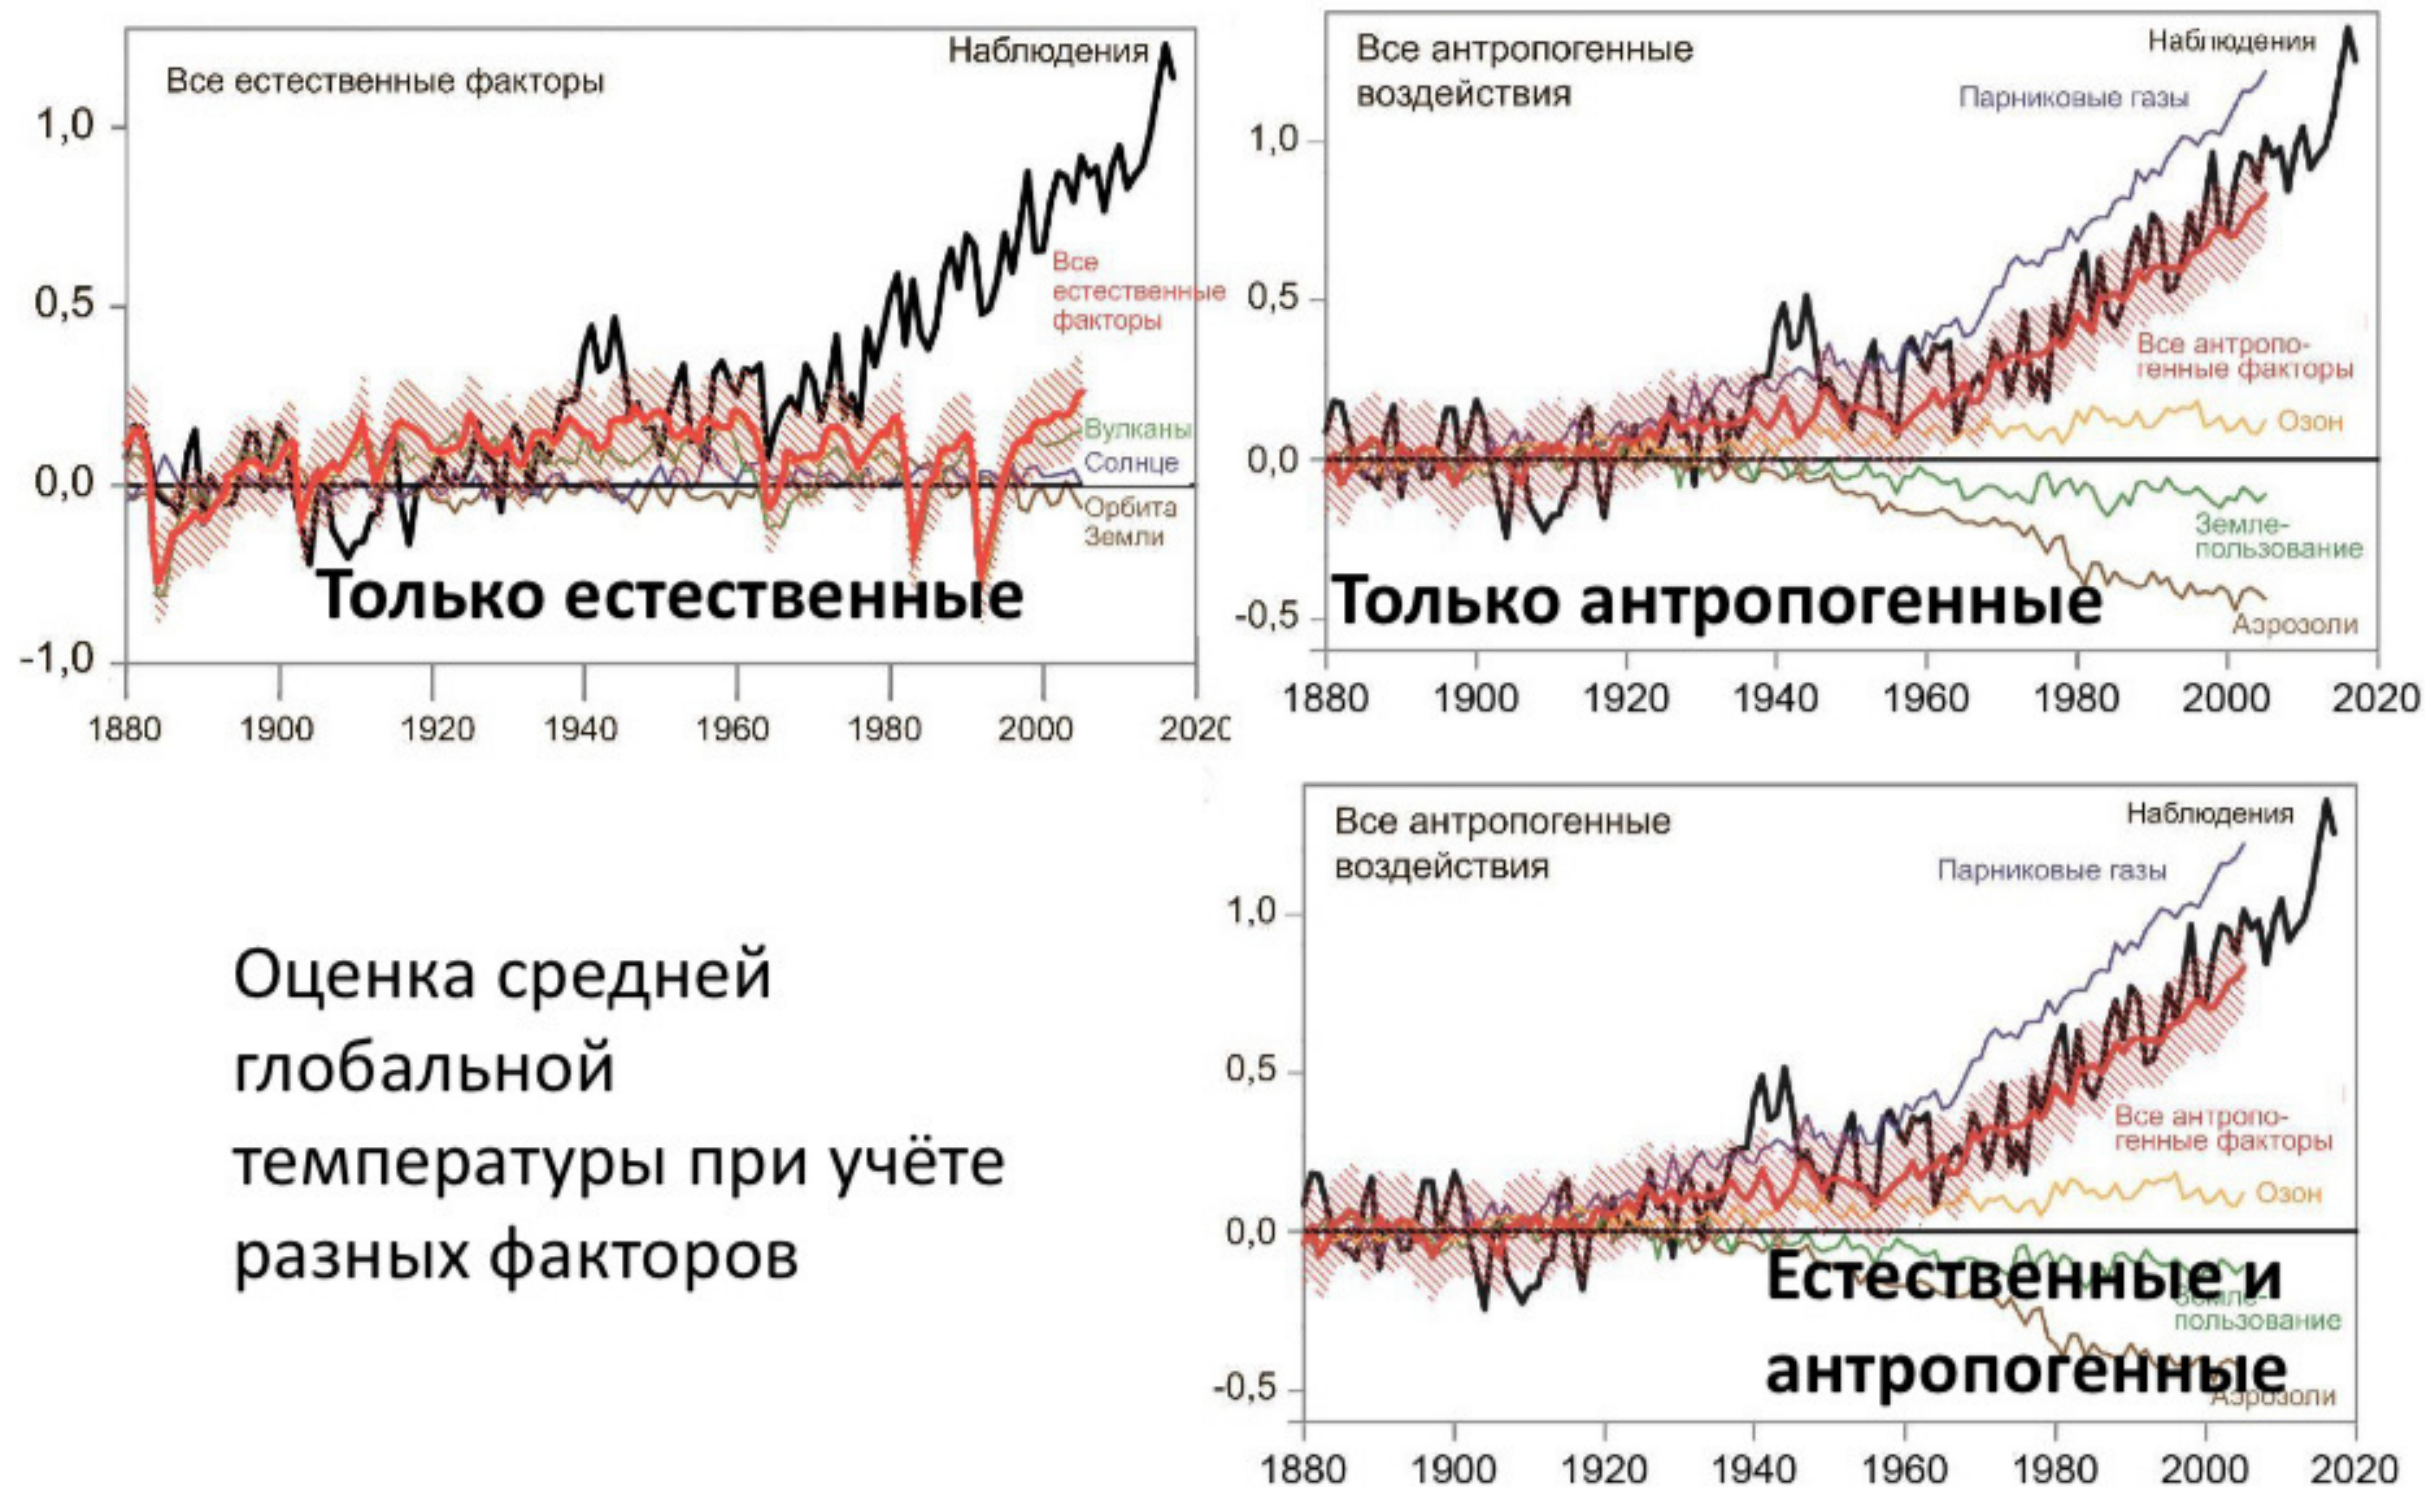 Все естественные факторы
Наблюдения
1,0
0,5
0,0
-1,0
Все
естественные
факторы
Вулканы
Солнце
Орбита
Земли
Только естественные
1880 1900 1920 1940 1960 1980 2000 2020
Все антропогенные
воздействия
Наблюдения
Парниковые газы
1,0
0,5
0,0
-0,5
Все антропо-
генные факторы
Озон
Земле-
пользование
Аэрозоли
Только антропогенные
1880 1900 1920 1940 1960 1980 2000 2020
Оценка средней
глобальной
температуры при учёте
разных факторов
Все антропогенные
воздействия
Наблюдения
Парниковые газы
1,0
0,5
0,0
-0,5
Все антропо-
генные факторы
Озон
Земле-
пользование
Аэрозоли
Естественные и
антропогенные
1880 1900 1920 1940 1960 1980 2000 2020